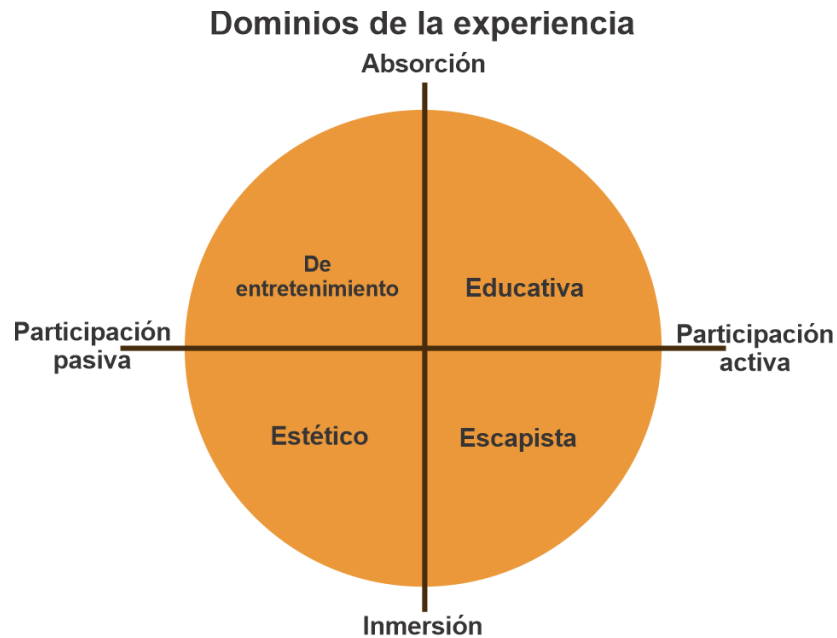 Dominios de la experiencia
Absorción
De
entretenimiento
Educativa
Participación
pasiva
Participación
activa
Estético
Escapista
Inmersión